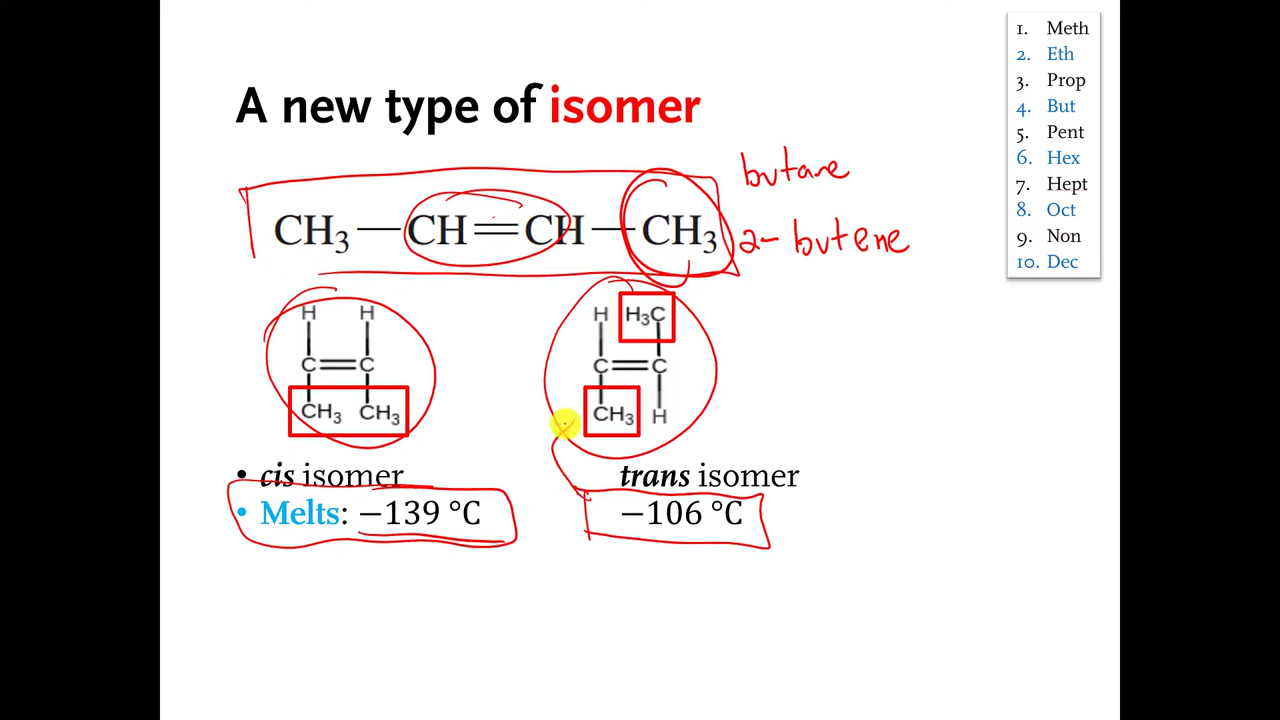 A new type of isomer
butane
CH₃—CH=CH—CH₃
2-butene
H H H H₃C
C=C C=C
CH₃ CH₃ CH₃ H
• cis isomer trans isomer
• Melts: −139 °C −106 °C
1. Meth
2. Eth
3. Prop
4. But
5. Pent
6. Hex
7. Hept
8. Oct
9. Non
10. Dec